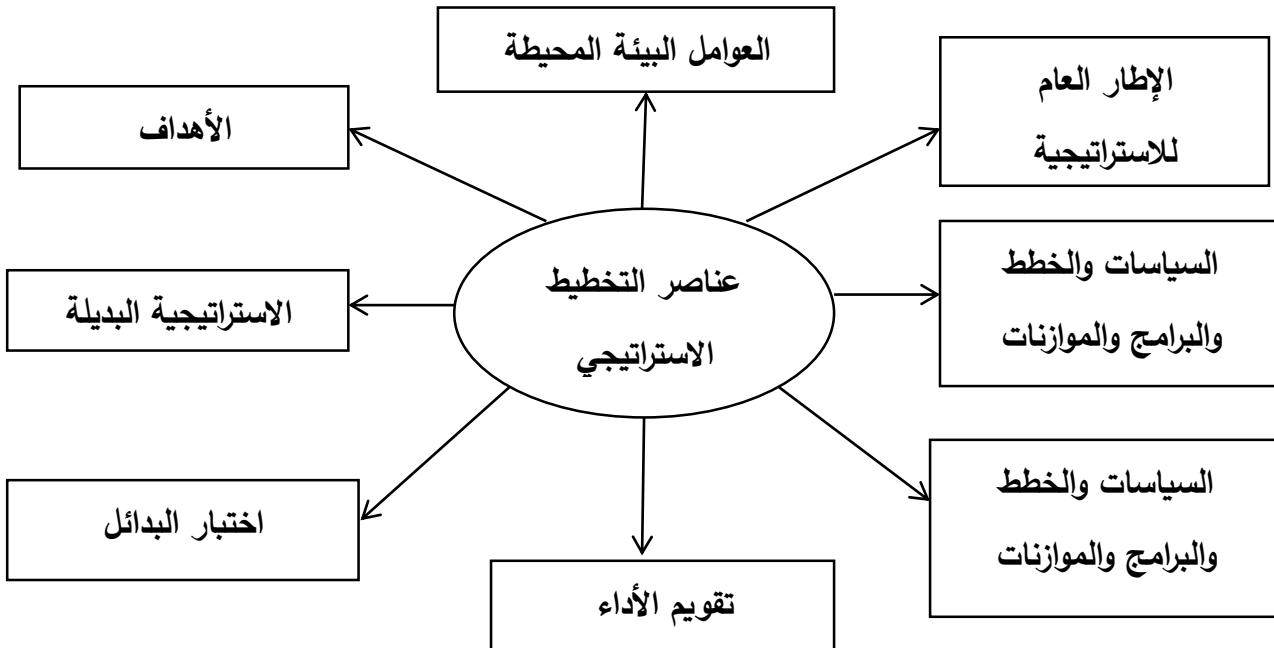 العوامل البيئة المحيطة
الإطار العام
للاستراتيجية
الأهداف
السياسات والخطط
والبرامج والموازنات
عناصر التخطيط
الاستراتيجي
الاستراتيجية البديلة
السياسات والخطط
والبرامج والموازنات
اختبار البدائل
تقويم الأداء